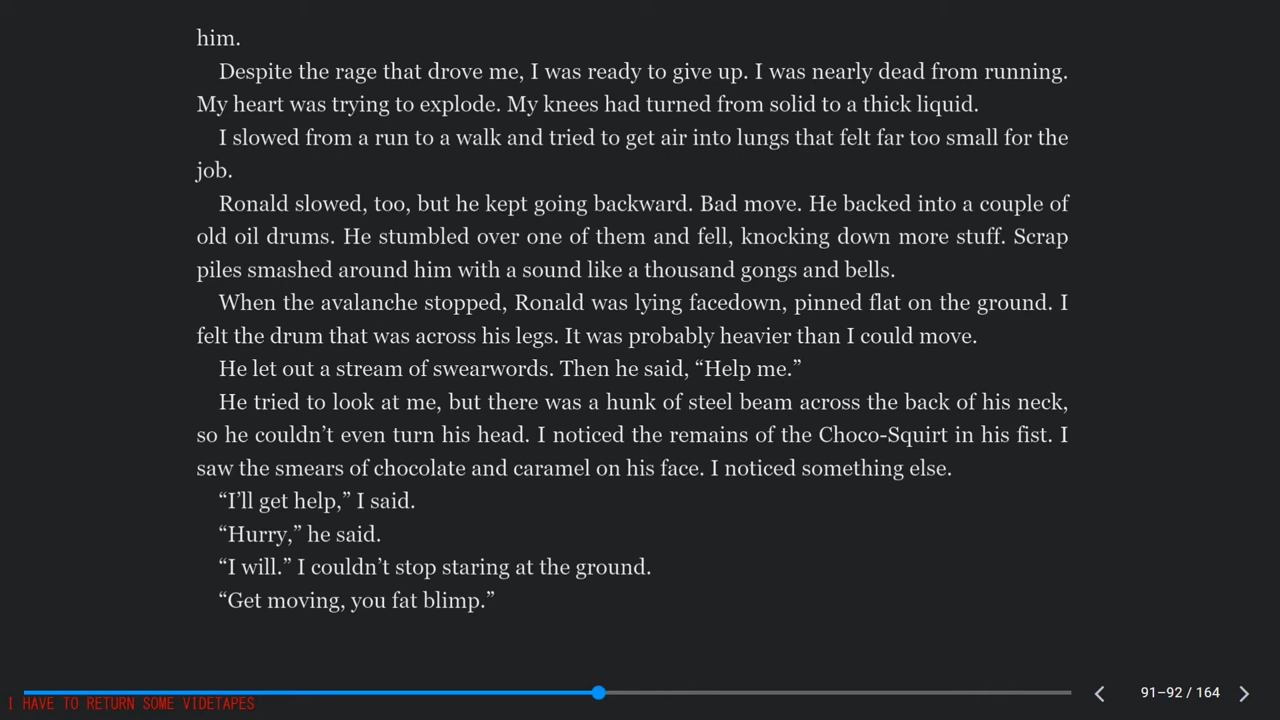 him.
Despite the rage that drove me, I was ready to give up. I was nearly dead from running.
My heart was trying to explode. My knees had turned from solid to a thick liquid.
I slowed from a run to a walk and tried to get air into lungs that felt far too small for the
job.
Ronald slowed, too, but he kept going backward. Bad move. He backed into a couple of
old oil drums. He stumbled over one of them and fell, knocking down more stuff. Scrap
piles smashed around him with a sound like a thousand gongs and bells.
When the avalanche stopped, Ronald was lying facedown, pinned flat on the ground. I
felt the drum that was across his legs. It was probably heavier than I could move.
He let out a stream of swearwords. Then he said, “Help me.”
He tried to look at me, but there was a hunk of steel beam across the back of his neck,
so he couldn’t even turn his head. I noticed the remains of the Choco-Squirt in his fist. I
saw the smears of chocolate and caramel on his face. I noticed something else.
“I’ll get help,” I said.
“Hurry,” he said.
“I will.” I couldn’t stop staring at the ground.
“Get moving, you fat blimp.”
91–92 / 164
I HAVE TO RETURN SOME VIDETAPES